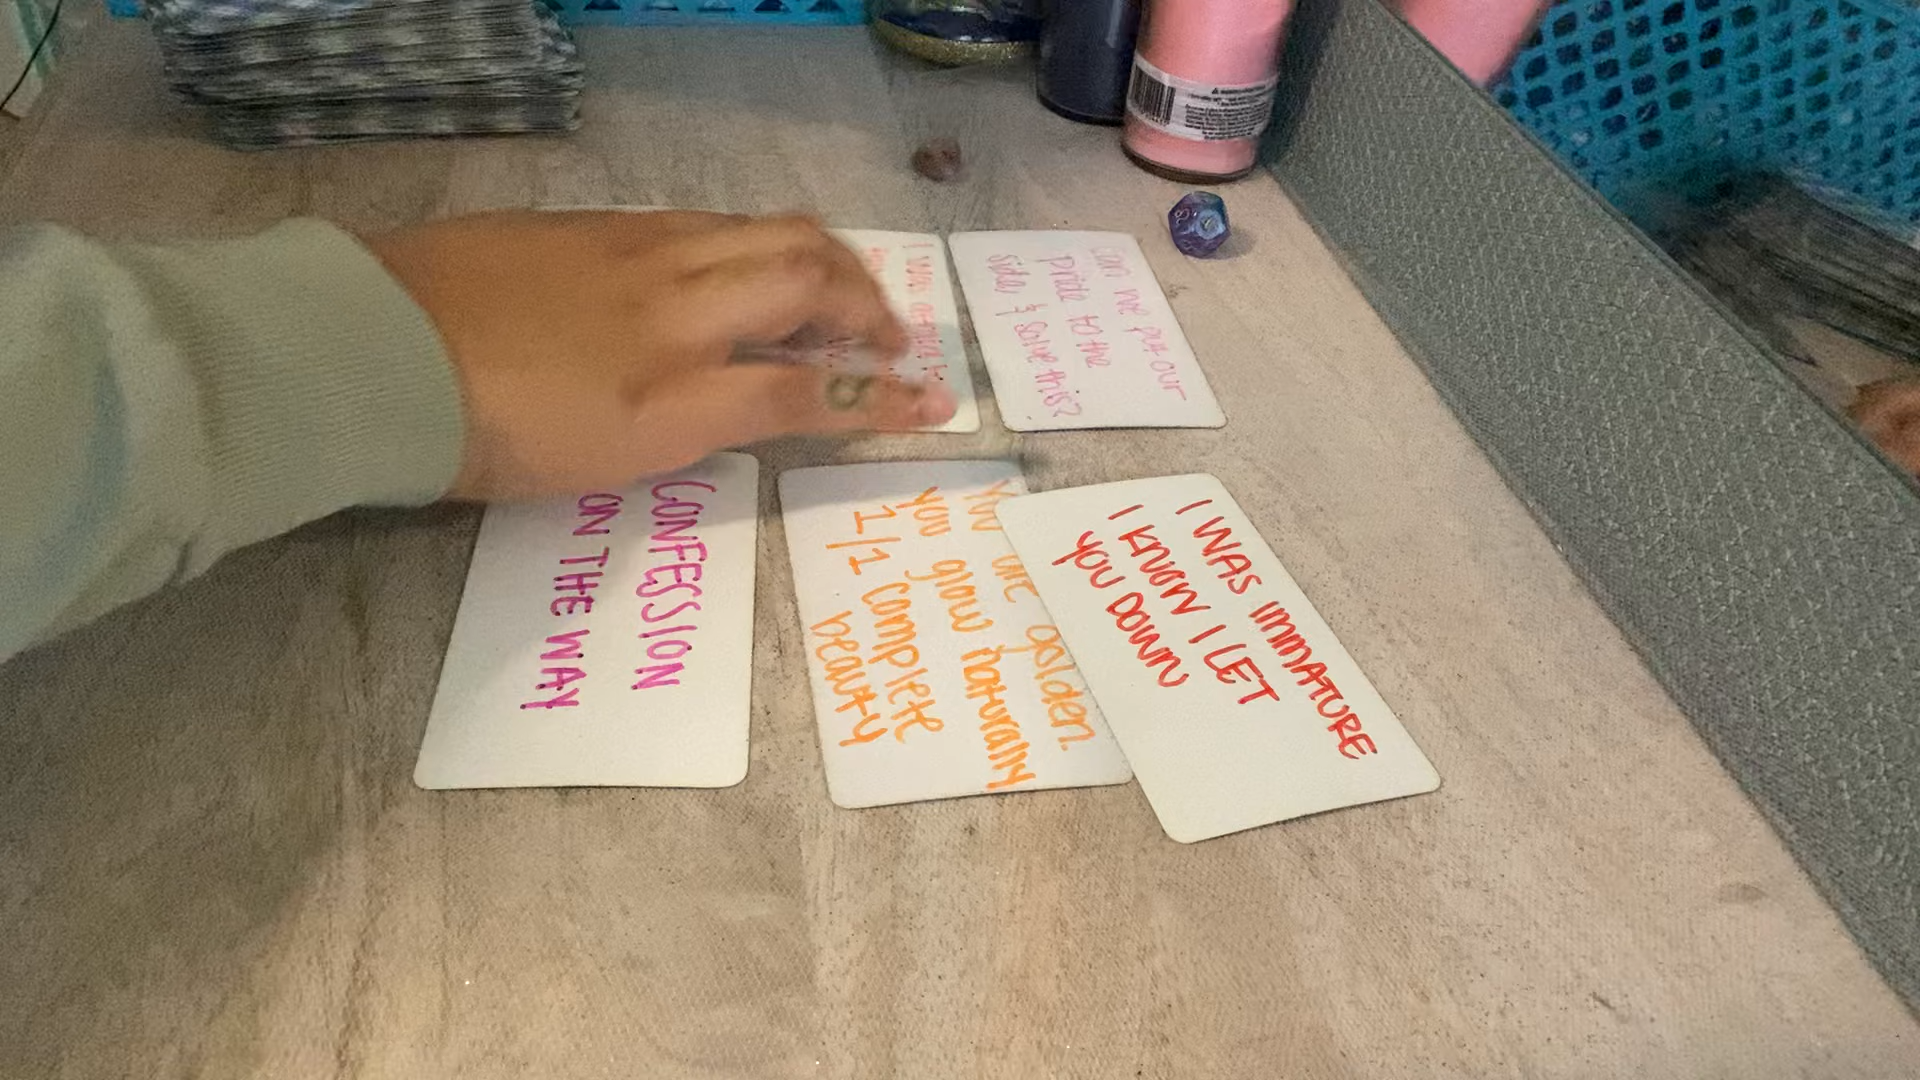 I was
can we put our
pride to the
side, & solve this?
CONFESSION
ON THE WAY
You are golden.
you glow naturally
1/1 complete
beauty
I WAS IMMATURE
I KNOW I LET
YOU DOWN